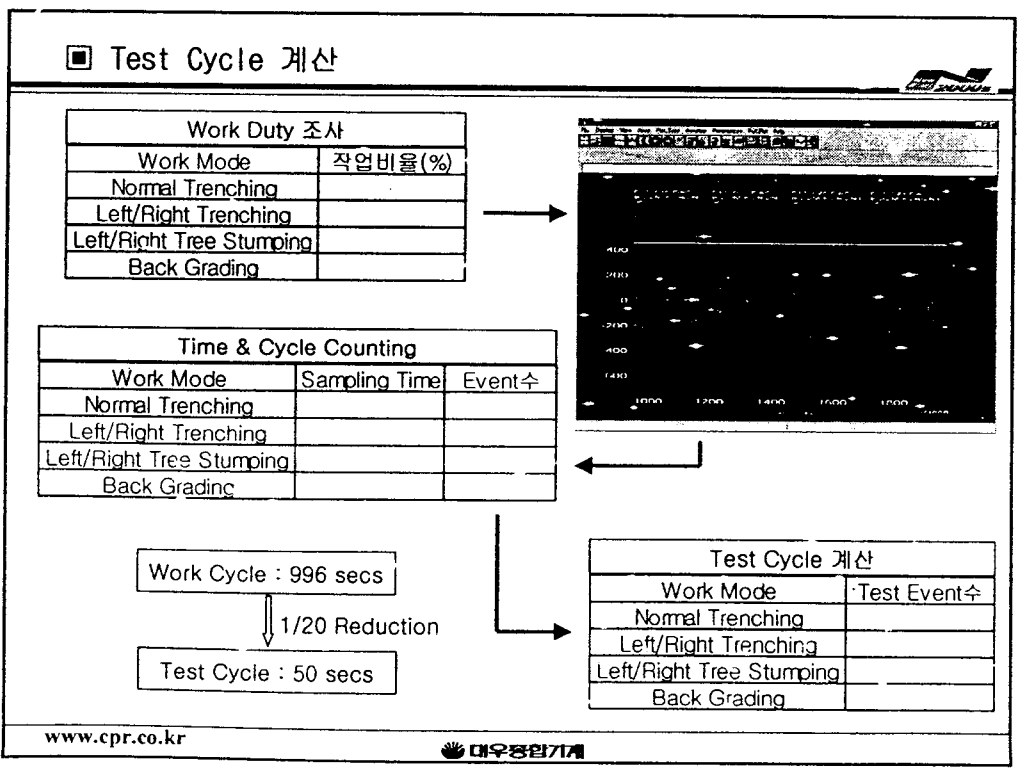 Test Cycle 계산
Work Duty 조사
Work Mode 작업비율(%)
Normal Trenching
Left/Right Trenching
Left/Right Tree Stumping
Back Grading
400
200
0
-200
400
600
1000 1200 1400 1600 1800
Time & Cycle Counting
Work Mode Sampling Time Event수
Normal Trenching
Left/Right Trenching
Left/Right Tree Stumping
Back Grading
Work Cycle : 996 secs
1/20 Reduction
Test Cycle : 50 secs
Test Cycle 계산
Work Mode Test Event수
Normal Trenching
Left/Right Trenching
Left/Right Tree Stumping
Back Grading
www.cpr.co.kr
대우종합기계